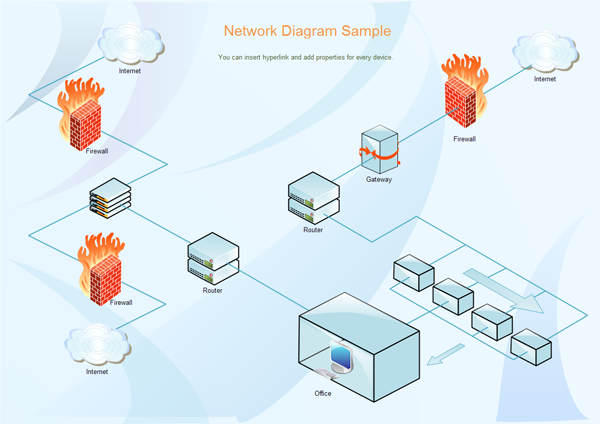 Network Diagram Sample
You can insert hyperlink and add properties for every device.
Internet
Internet
Firewall
Firewall
Gateway
Router
Router
Firewall
Internet
Office